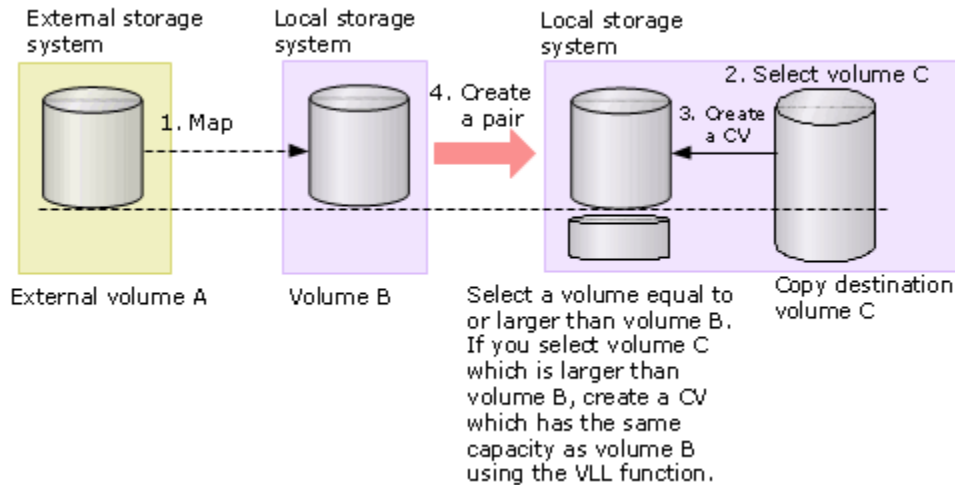 External storage
system
Local storage
system
Local storage
system
2. Select volume C
4. Create
a pair
1. Map
3. Create
a CV
External volume A
Volume B
Select a volume equal to
or larger than volume B.
If you select volume C
which is larger than
volume B, create a CV
which has the same
capacity as volume B
using the VLL function.
Copy destination
volume C